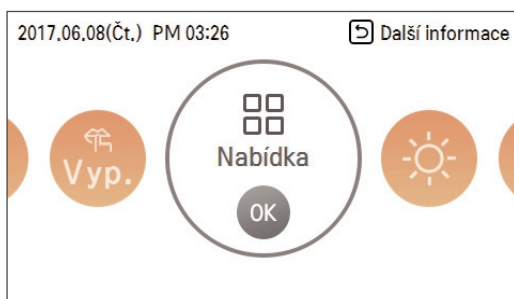 2017.06.08(Čt.) PM 03:26
Další informace
Vyp.
Nabídka
OK